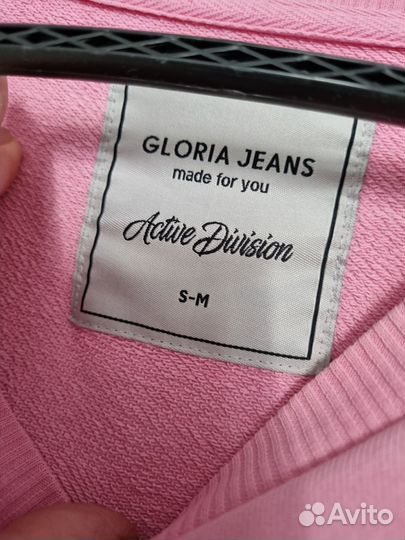 GLORIA JEANS
made for you
Active Division
S-M
Avito